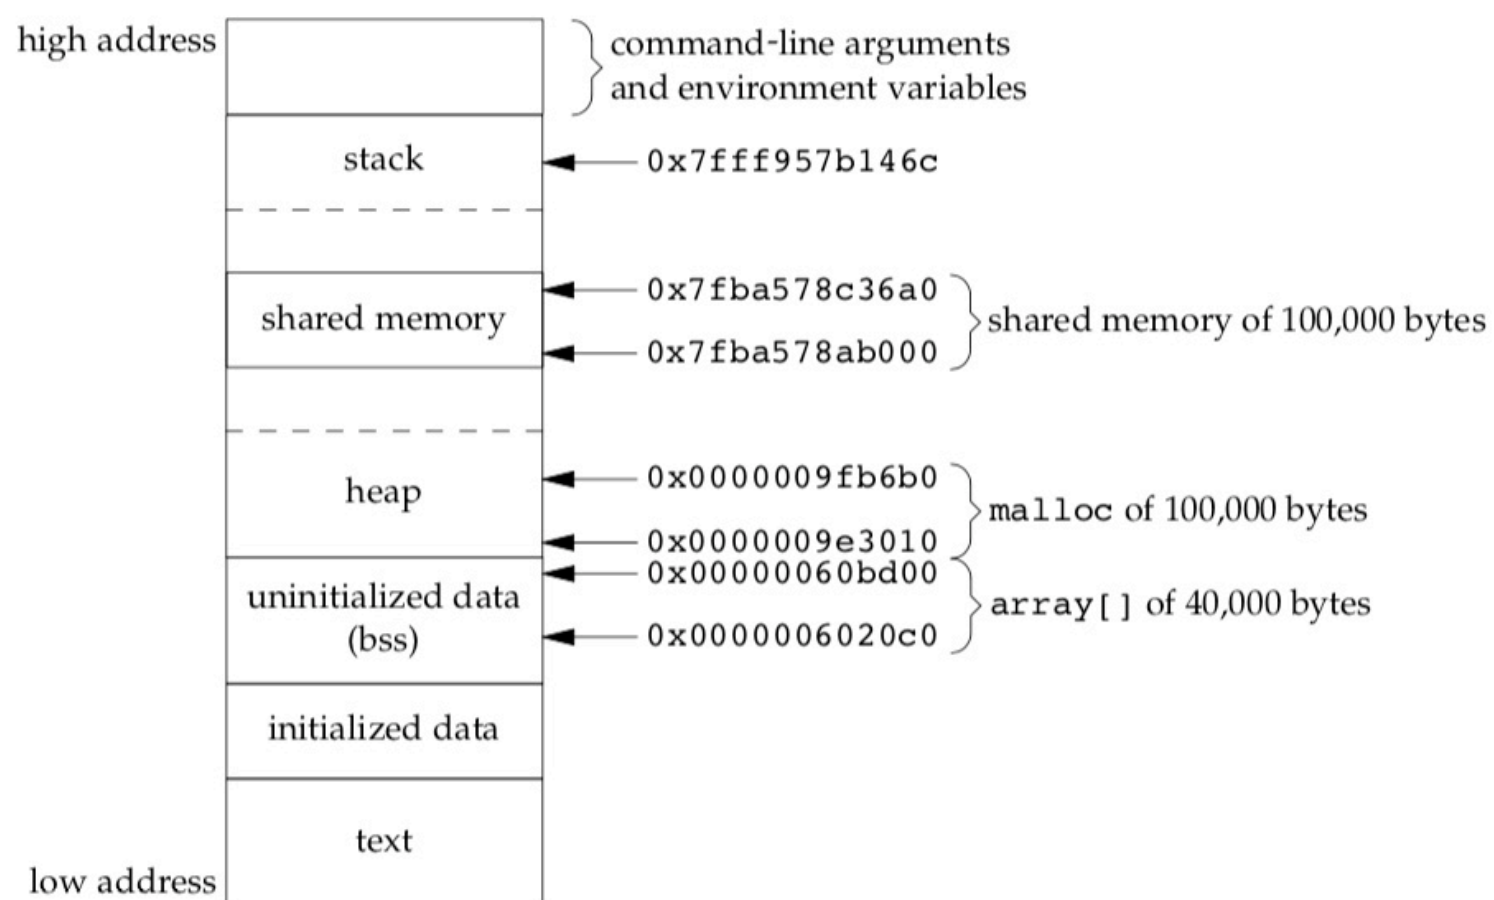 high address
command-line arguments
and environment variables
stack
0x7fff957b146c
0x7fba578c36a0
shared memory
shared memory of 100,000 bytes
0x7fba578ab000
0x0000009fb6b0
heap
malloc of 100,000 bytes
0x0000009e3010
0x00000060bd00
uninitialized data
(bss)
array[] of 40,000 bytes
0x0000006020c0
initialized data
text
low address